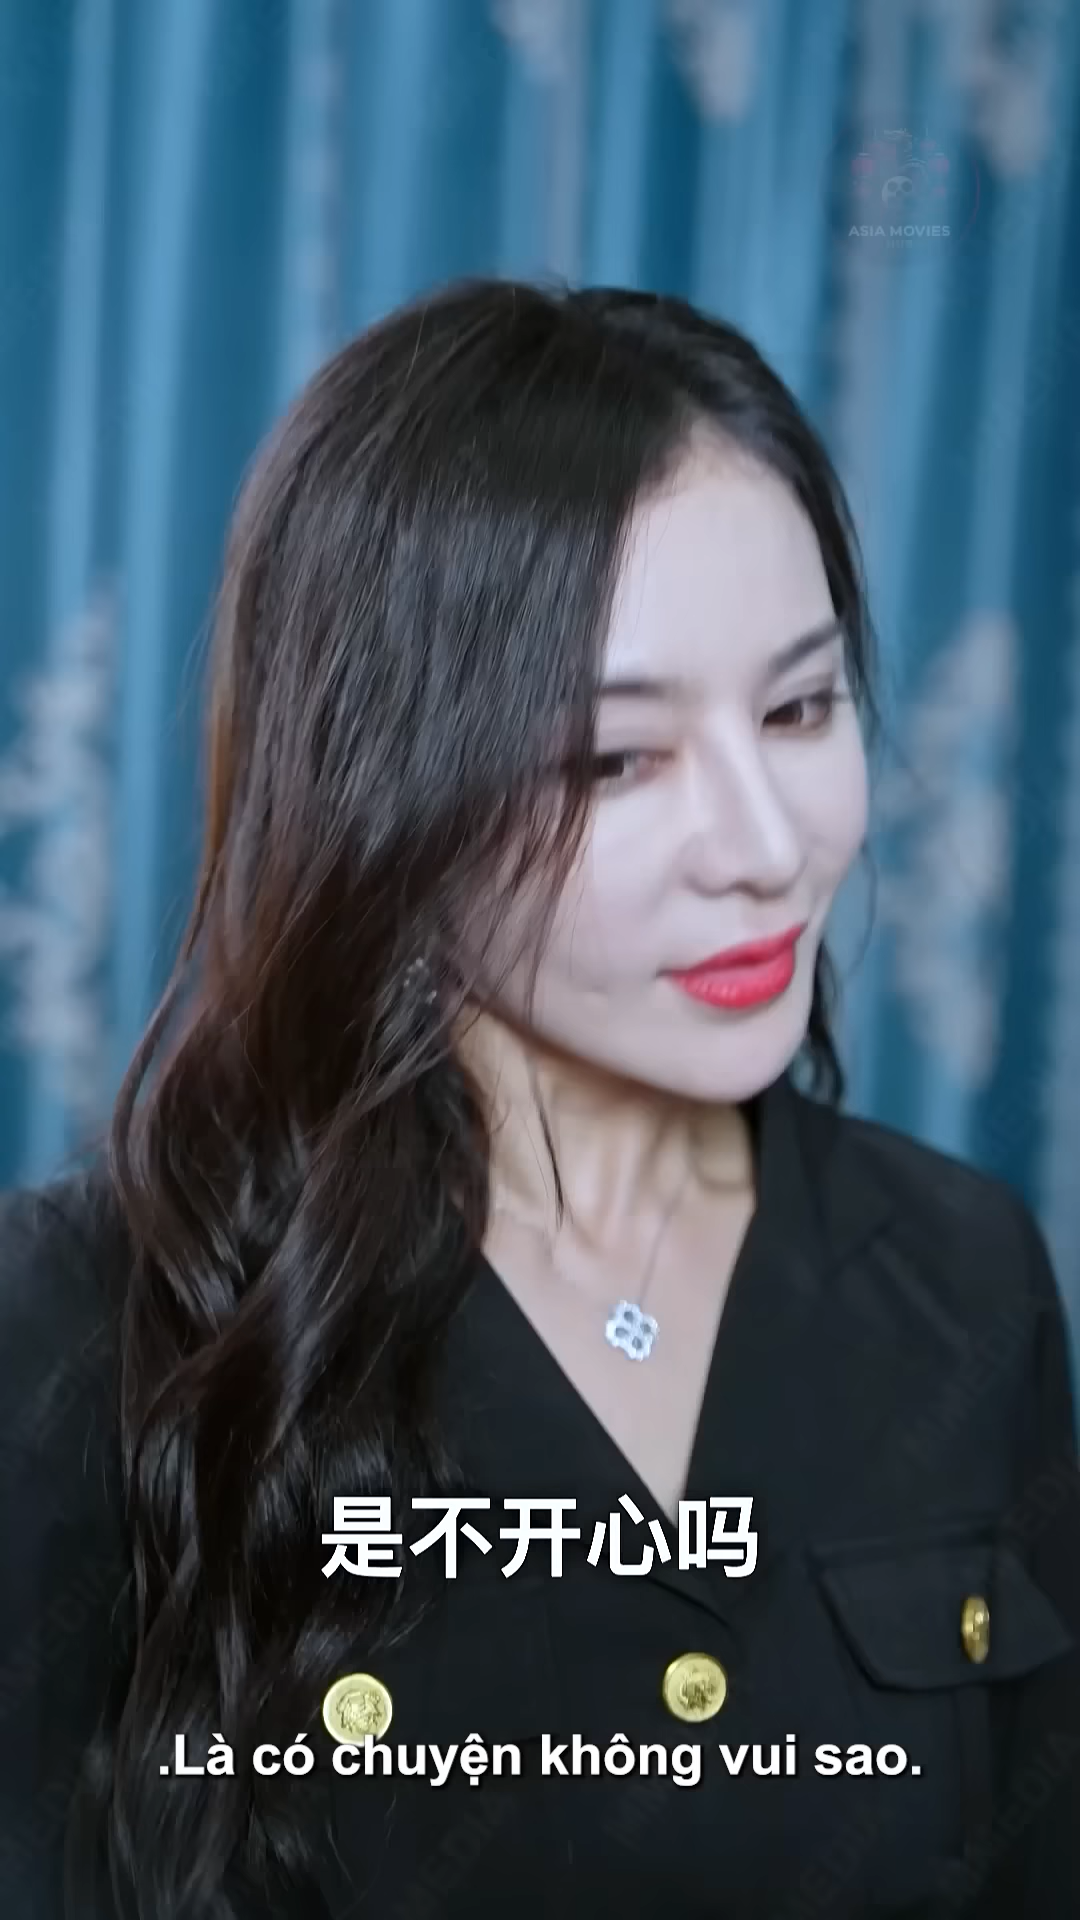 ASIA MOVIES
是不开心吗
.Là có chuyện không vui sao.